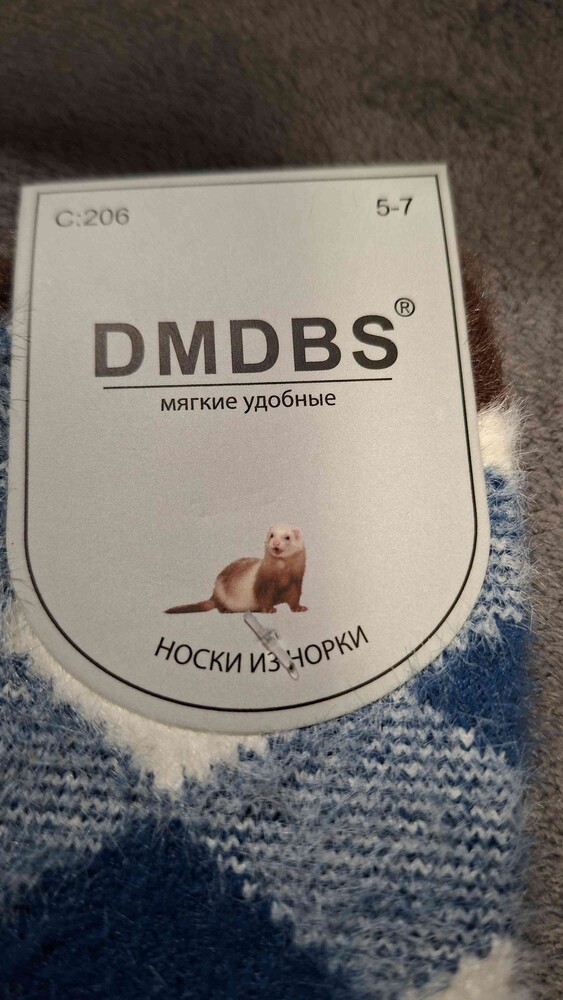 C:206
5-7
DMDBS®
мягкие удобные
НОСКИ ИЗ НОРКИ